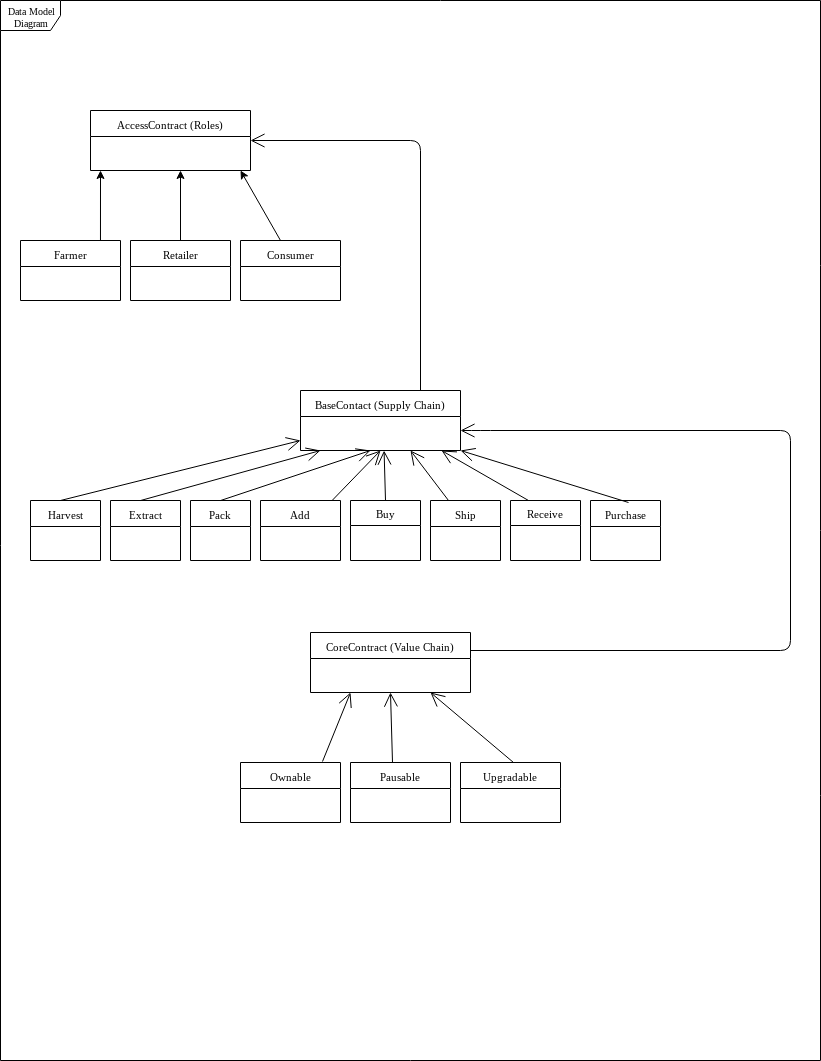 Data Model
Diagram
AccessContract (Roles)
Farmer
Retailer
Consumer
BaseContact (Supply Chain)
Harvest
Extract
Pack
Add
Buy
Ship
Receive
Purchase
CoreContract (Value Chain)
Ownable
Pausable
Upgradable